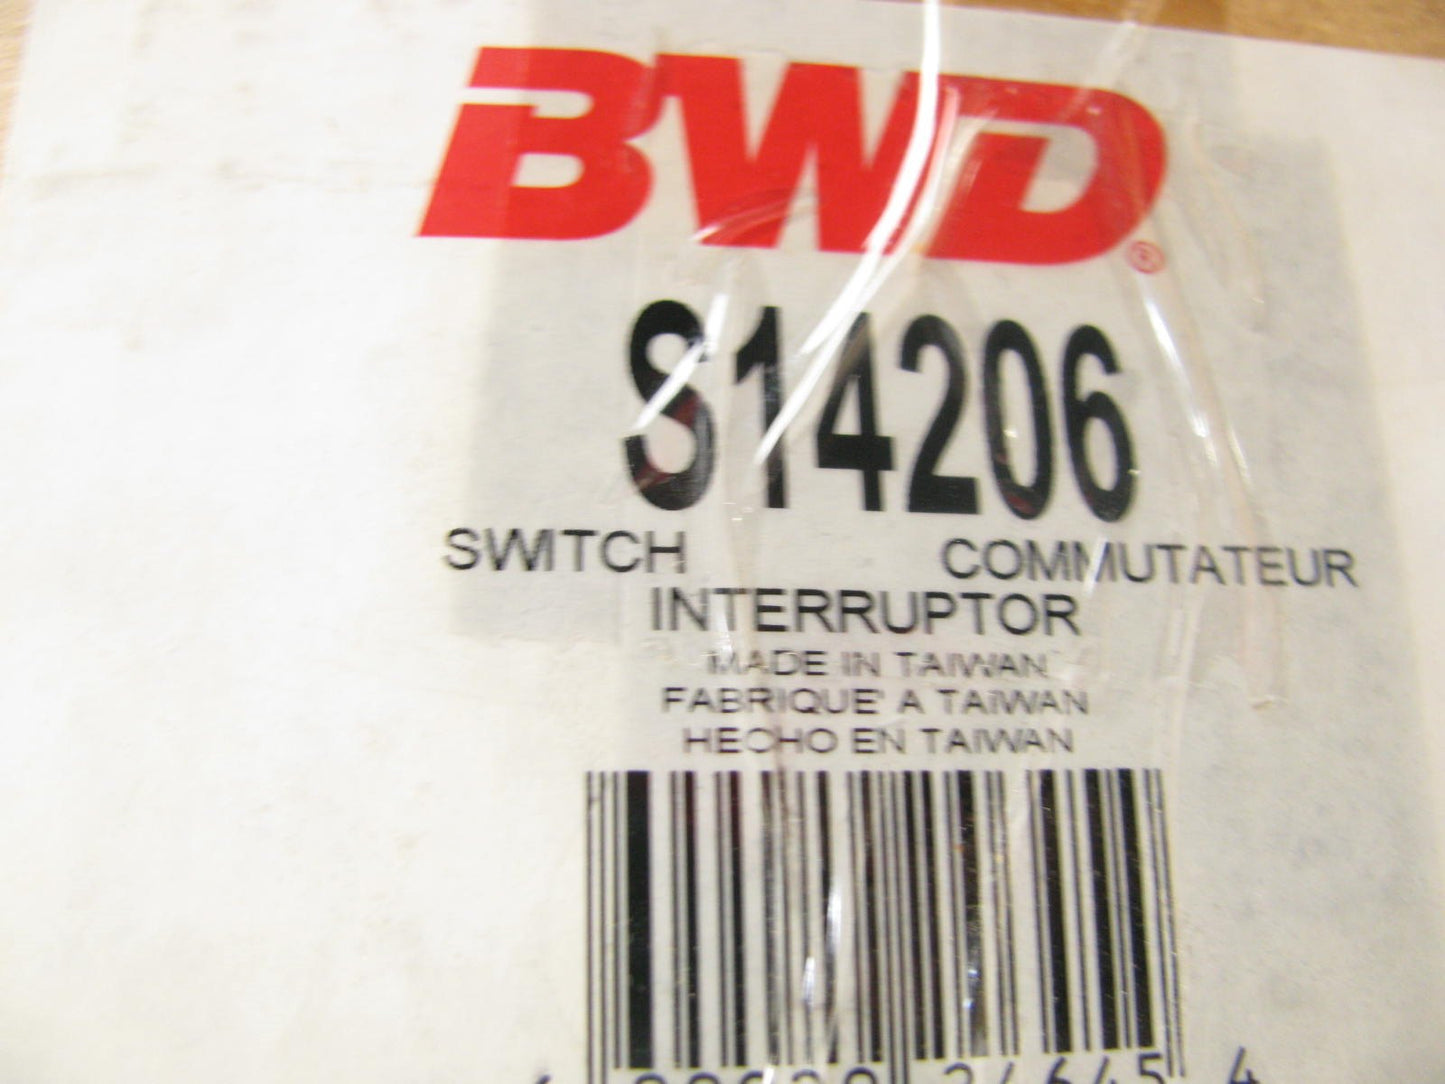 BWD®
S14206
SWITCH COMMUTATEUR
INTERRUPTOR
MADE IN TAIWAN
FABRIQUE' A TAIWAN
HECHO EN TAIWAN